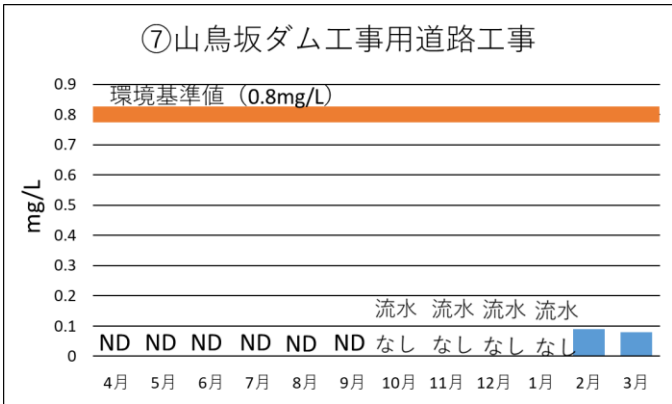 ⑦山鳥坂ダム工事用道路工事
0.9
環境基準値（0.8mg/L）
0.8
0.7
0.6
mg/L
0.5
0.4
0.3
0.2
流水 流水 流水 流水
0.1
ND ND ND ND ND ND なし なし なし なし
0
4月 5月 6月 7月 8月 9月 10月 11月 12月 1月 2月 3月